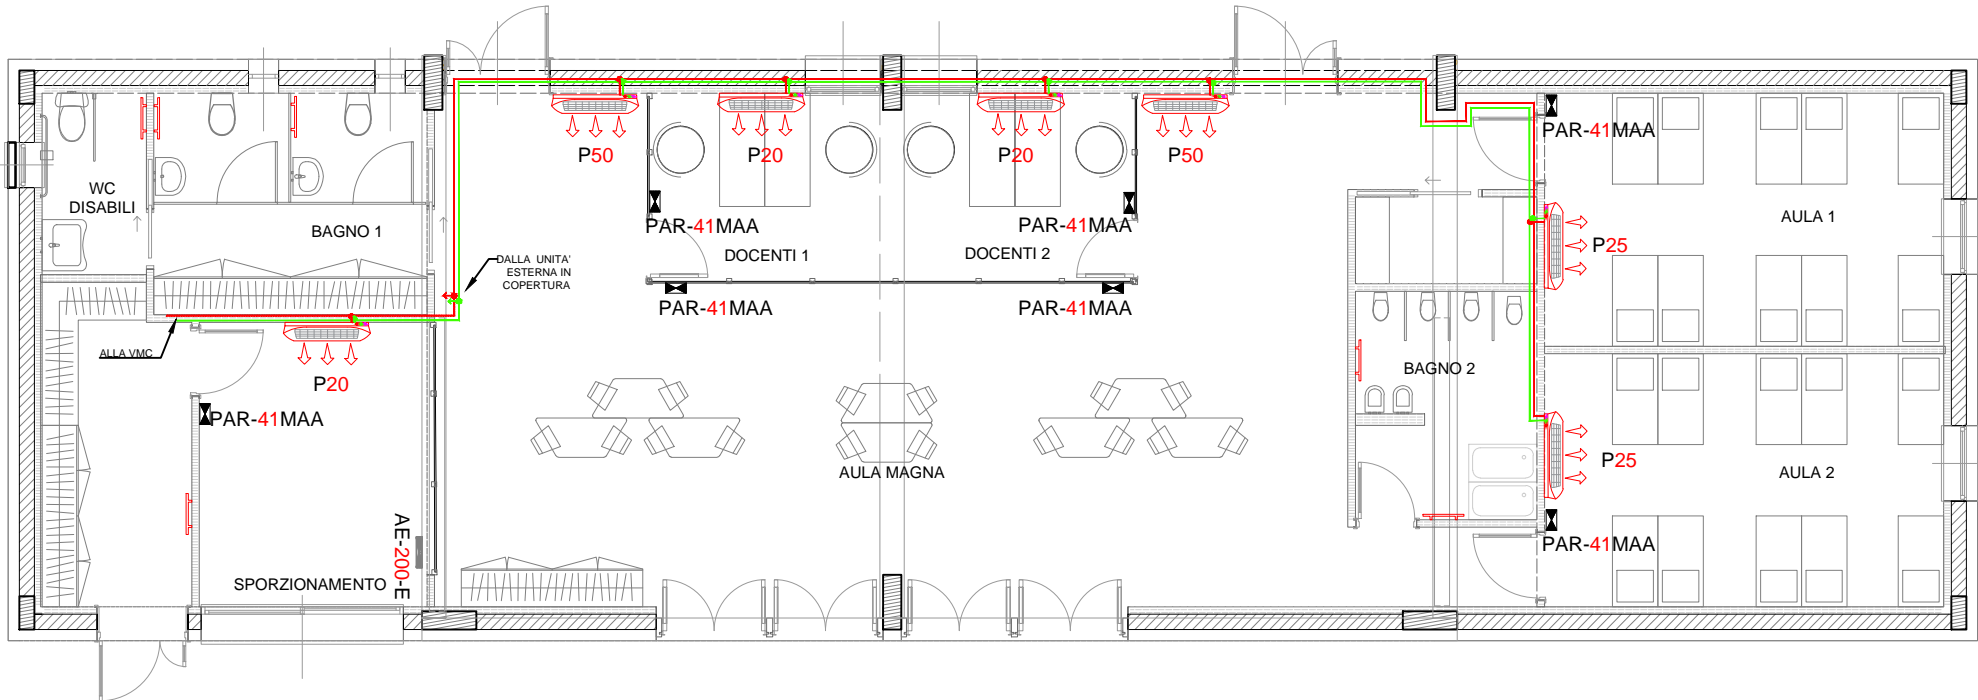 PAR-41MAA
P50
P20
P20
P50
WC
DISABILI
BAGNO 1
PAR-41MAA
PAR-41MAA
AULA 1
P25
DOCENTI 1
DOCENTI 2
DALLA UNITA'
ESTERNA IN
COPERTURA
PAR-41MAA
PAR-41MAA
ALLA VMC
P20
BAGNO 2
PAR-41MAA
P25
AULA MAGNA
AULA 2
AE-200-E
PAR-41MAA
SPORZIONAMENTO